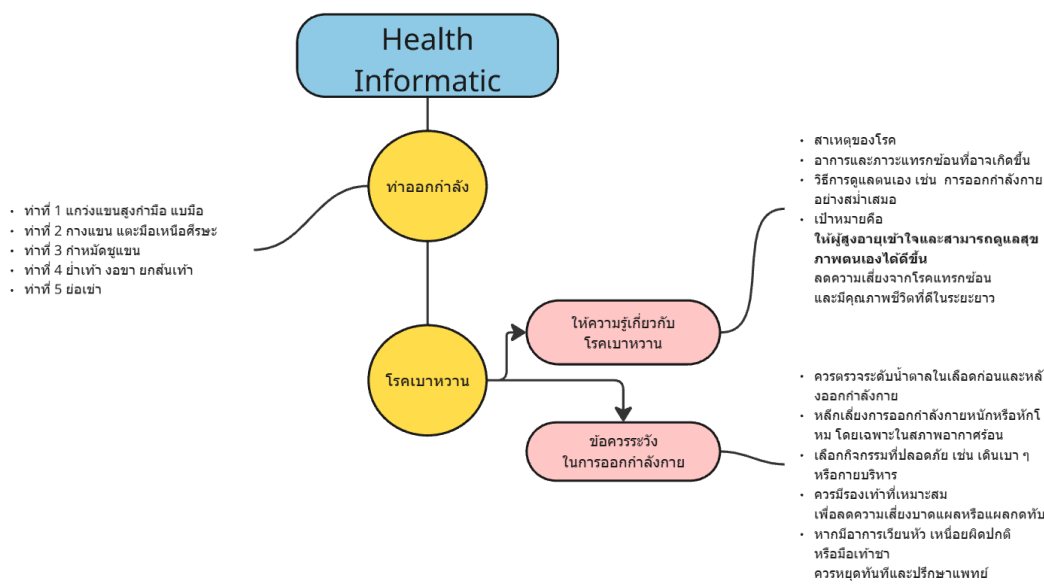 Health
Informatic
ท่าออกกำลัง
• ท่าที่ 1 แกว่งแขนสูงกำมือ แบมือ
• ท่าที่ 2 กางแขน แตะมือเหนือศีรษะ
• ท่าที่ 3 กำหมัดชูแขน
• ท่าที่ 4 ย่ำเท้า งอขา ยกส้นเท้า
• ท่าที่ 5 ย่อเข่า
โรคเบาหวาน
ให้ความรู้เกี่ยวกับ
โรคเบาหวาน
• สาเหตุของโรค
• อาการและภาวะแทรกซ้อนที่อาจเกิดขึ้น
• วิธีการดูแลตนเอง เช่น การออกกำลังกาย
อย่างสม่ำเสมอ
• เป้าหมายคือ
ให้ผู้สูงอายุเข้าใจและสามารถดูแลสุข
ภาพตนเองได้ดีขึ้น
ลดความเสี่ยงจากโรคแทรกซ้อน
และมีคุณภาพชีวิตที่ดีในระยะยาว
ข้อควรระวัง
ในการออกกำลังกาย
• ควรตรวจระดับน้ำตาลในเลือดก่อนและหลั
งออกกำลังกาย
• หลีกเลี่ยงการออกกำลังกายหนักหรือหักโ
หม โดยเฉพาะในสภาพอากาศร้อน
• เลือกกิจกรรมที่ปลอดภัย เช่น เดินเบา ๆ
หรือกายบริหาร
• ควรมีรองเท้าที่เหมาะสม
เพื่อลดความเสี่ยงบาดแผลหรือแผลกดทับ
• หากมีอาการเวียนหัว เหนื่อยผิดปกติ
หรือมือเท้าชา
ควรหยุดทันทีและปรึกษาแพทย์